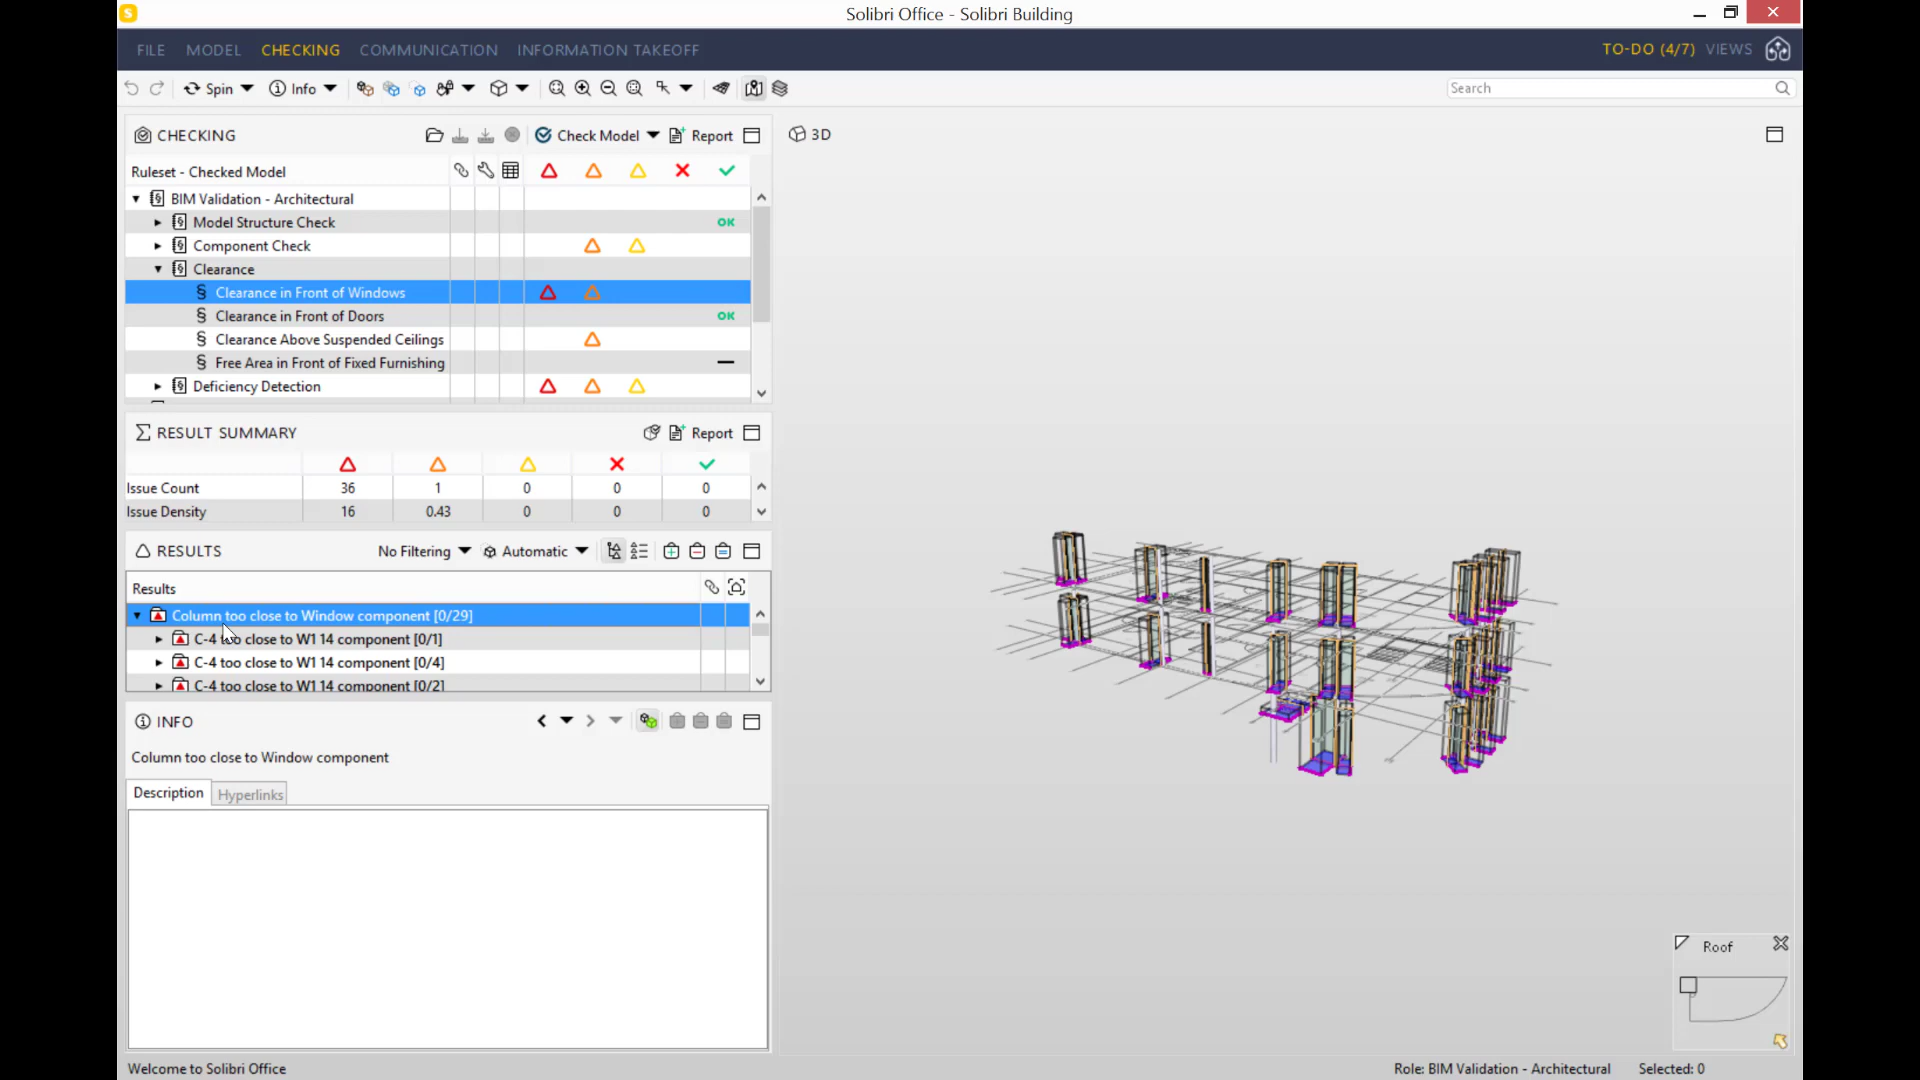 S
Solibri Office - Solibri Building
FILE MODEL CHECKING COMMUNICATION INFORMATION TAKEOFF
TO-DO (4/7) VIEWS
Spin Info
Search
CHECKING
Check Model Report
3D
Ruleset - Checked Model
§ BIM Validation - Architectural
§ Model Structure Check OK
§ Component Check
§ Clearance
§ Clearance in Front of Windows
§ Clearance in Front of Doors OK
§ Clearance Above Suspended Ceilings
§ Free Area in Front of Fixed Furnishing —
§ Deficiency Detection
Σ RESULT SUMMARY
Report
Issue Count 36 1 0 0 0
Issue Density 16 0.43 0 0 0
RESULTS
No Filtering Automatic
Results
Column too close to Window component [0/29]
C-4 too close to W1 14 component [0/1]
C-4 too close to W1 14 component [0/4]
C-4 too close to W1 14 component [0/2]
INFO
Column too close to Window component
Description Hyperlinks
Roof
Welcome to Solibri Office
Role: BIM Validation - Architectural Selected: 0